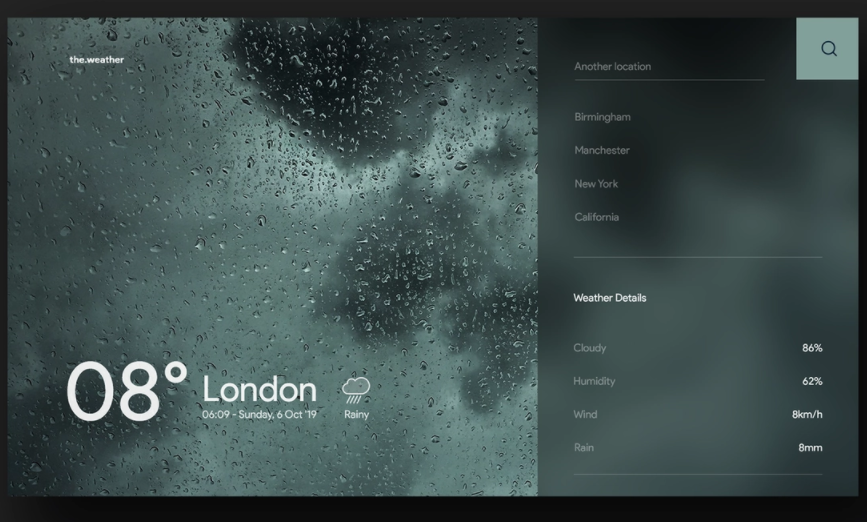 the.weather
08° London
06:09 - Sunday, 6 Oct '19
Rainy
Another location
Birmingham
Manchester
New York
California
Weather Details
Cloudy 86%
Humidity 62%
Wind 8km/h
Rain 8mm